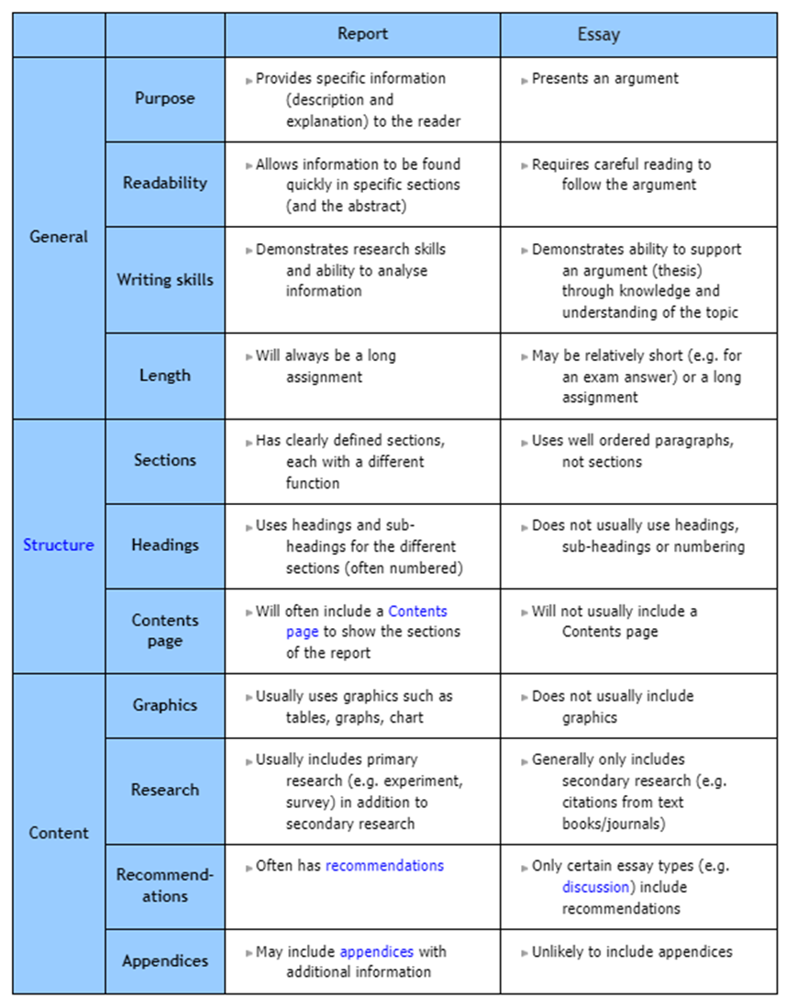 Report
Essay
General
Purpose
Provides specific information
(description and
explanation) to the reader
Presents an argument
Readability
Allows information to be found
quickly in specific sections
(and the abstract)
Requires careful reading to
follow the argument
Writing skills
Demonstrates research skills
and ability to analyse
information
Demonstrates ability to support
an argument (thesis)
through knowledge and
understanding of the topic
Length
Will always be a long
assignment
May be relatively short (e.g. for
an exam answer) or a long
assignment
Structure
Sections
Has clearly defined sections,
each with a different
function
Uses well ordered paragraphs,
not sections
Headings
Uses headings and sub-
headings for the different
sections (often numbered)
Does not usually use headings,
sub-headings or numbering
Contents
page
Will often include a Contents
page to show the sections
of the report
Will not usually include a
Contents page
Content
Graphics
Usually uses graphics such as
tables, graphs, chart
Does not usually include
graphics
Research
Usually includes primary
research (e.g. experiment,
survey) in addition to
secondary research
Generally only includes
secondary research (e.g.
citations from text
books/journals)
Recommend-
ations
Often has recommendations
Only certain essay types (e.g.
discussion) include
recommendations
Appendices
May include appendices with
additional information
Unlikely to include appendices